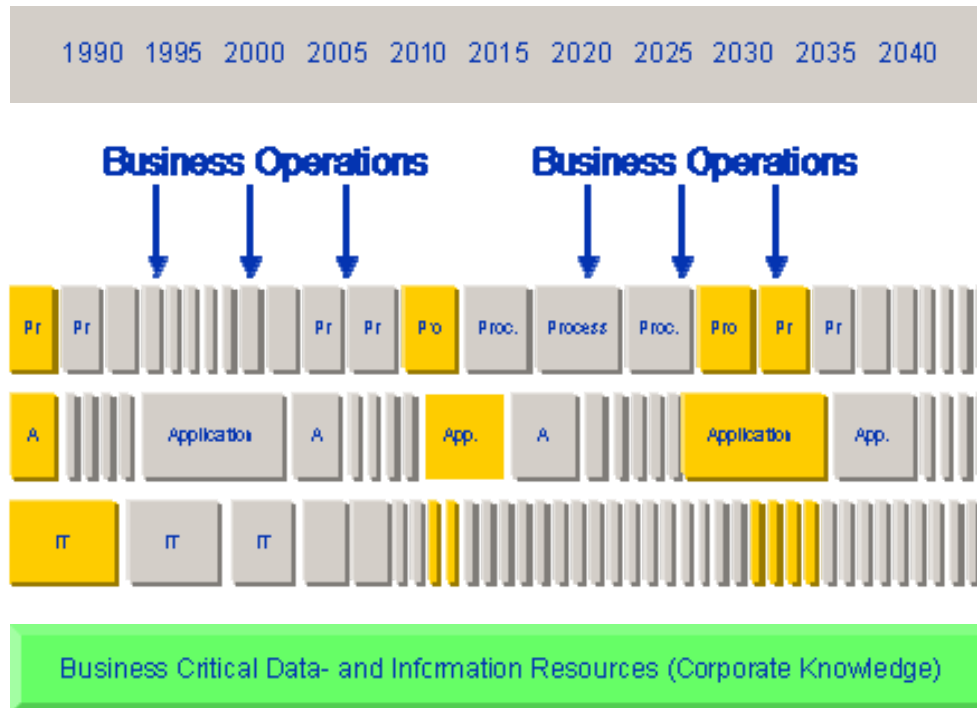 1990 1995 2000 2005 2010 2015 2020 2025 2030 2035 2040
Business Operations Business Operations
Pr Pr Pr Pr Pro Proc. Process Proc. Pro Pr Pr
A Application A App. A Application App.
IT IT IT
Business Critical Data- and Information Resources (Corporate Knowledge)